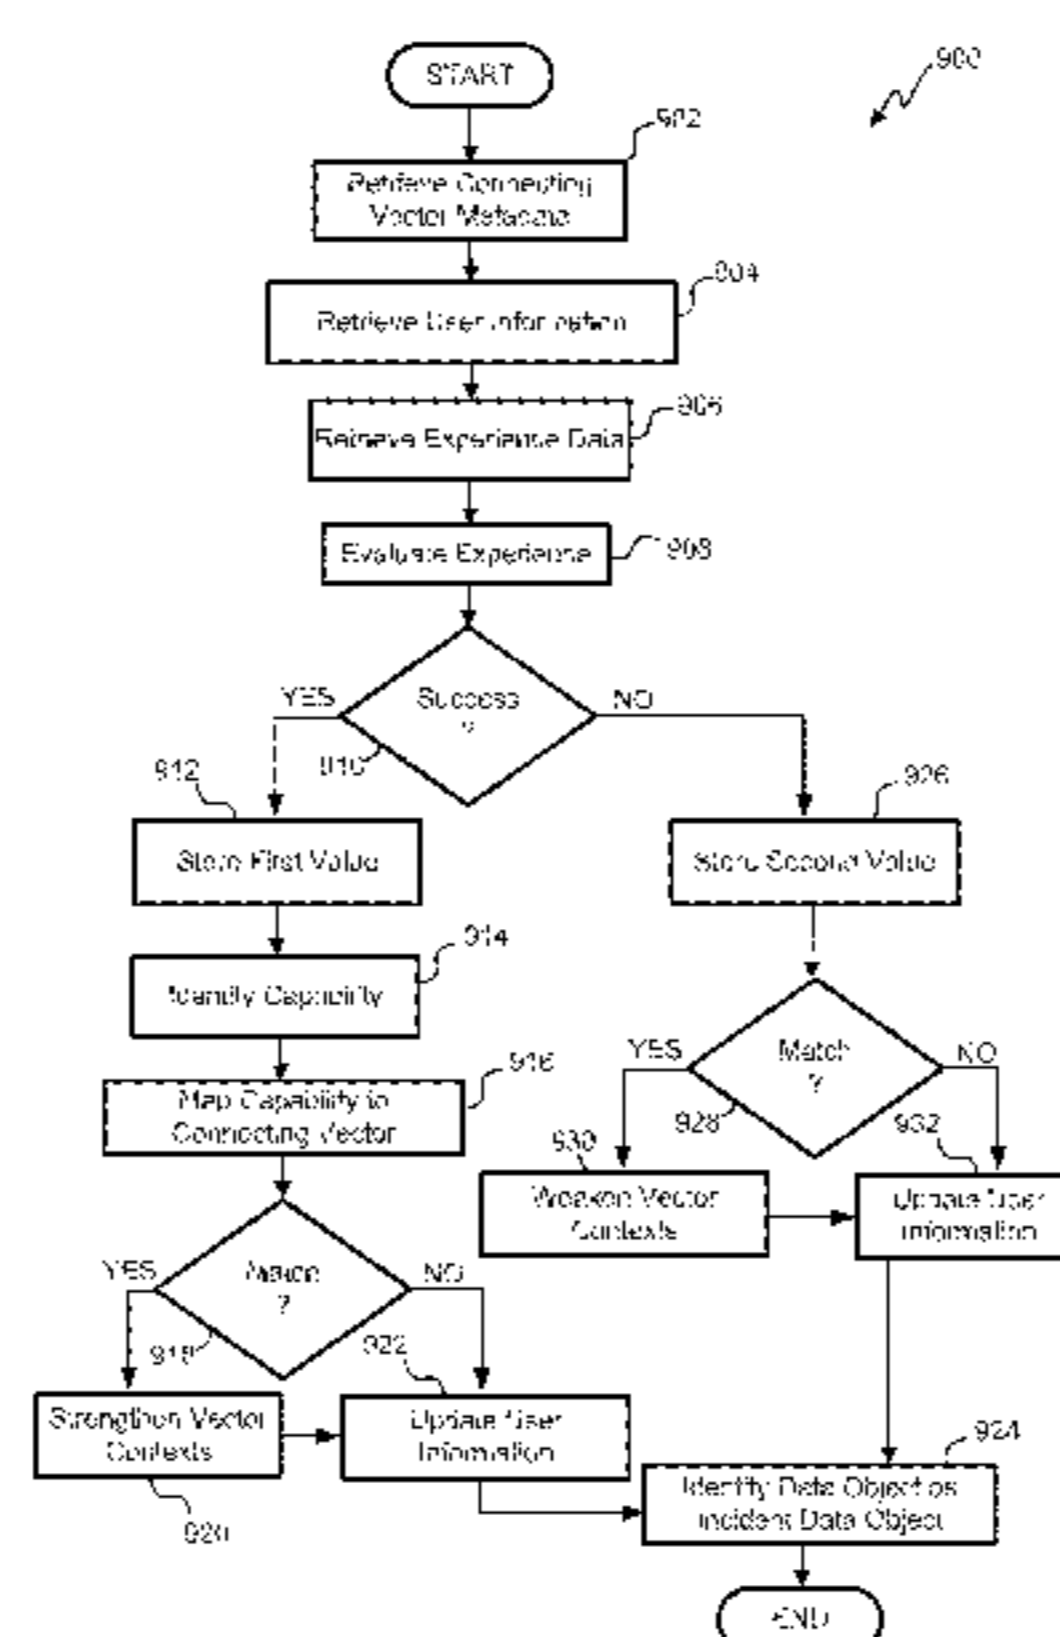 START
900
902
Retrieve Connecting
Vector Metadata
904
Retrieve User Information
906
Retrieve Experience Data
908
Evaluate Experience
YES
Success
?
NO
910
912
926
Store First Value
Store Second Value
914
Identify Capability
YES
Match
?
NO
916
Map Capability to
Connecting Vector
928
932
930
Weaken Vector
Contexts
Update User
Information
YES
Match
?
NO
918
922
Strengthen Vector
Contexts
Update User
Information
924
Identify Data Object as
Incident Data Object
920
END